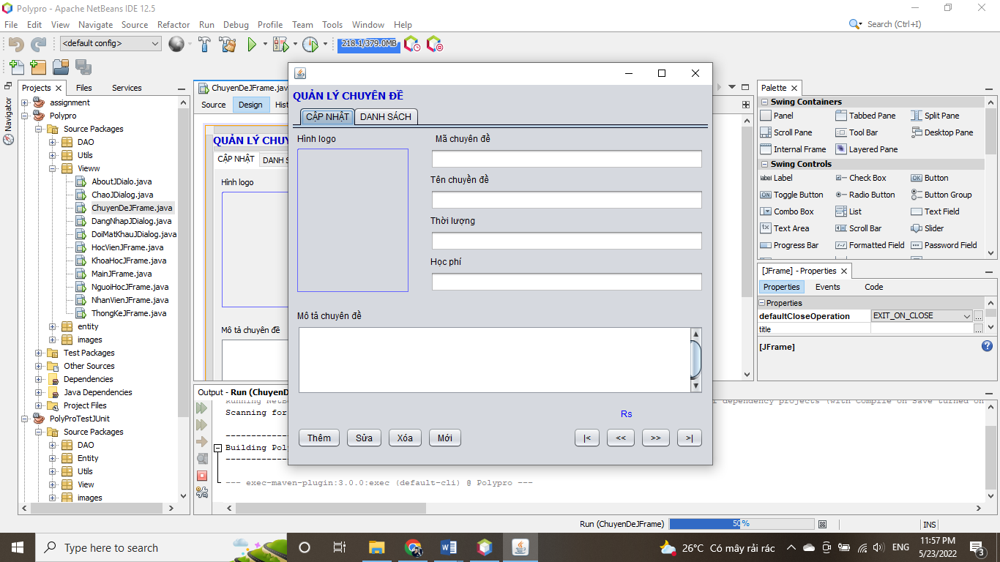 Polypro - Apache NetBeans IDE 12.5
File Edit View Navigate Source Refactor Run Debug Profile Team Tools Window Help
Search (Ctrl+I)
<default config>
218.1/379.0MB
Navigator
Projects Files Services
assignment
Polypro
Source Packages
DAO
Utils
Vieww
AboutJDialo.java
ChaoJDialog.java
ChuyenDeJFrame.java
DangNhapJDialog.java
DoiMatKhauJDialog.java
HocVienJFrame.java
KhoaHocJFrame.java
MainJFrame.java
NguoiHocJFrame.java
NhanVienJFrame.java
ThongKeJFrame.java
entity
images
Test Packages
Other Sources
Dependencies
Java Dependencies
Project Files
PolyProTestJUnit
Source Packages
DAO
Entity
Utils
View
images
ChuyenDeJFrame.java
Source Design Hist
QUẢN LÝ CHUY
CẬP NHẬT DANH S
Hình logo
Mô tả chuyên đề
QUẢN LÝ CHUYÊN ĐỀ
CẬP NHẬT DANH SÁCH
Hình logo
Mã chuyên đề
Tên chuyền đề
Thời lượng
Học phí
Mô tả chuyên đề
Rs
Thêm Sửa Xóa Mới |< << >> >|
Palette
Swing Containers
Panel Tabbed Pane Split Pane
Scroll Pane Tool Bar Desktop Pane
Internal Frame Layered Pane
Swing Controls
Label Check Box Button
Toggle Button Radio Button Button Group
Combo Box List Text Field
Text Area Scroll Bar Slider
Progress Bar Formatted Field Password Field
[JFrame] - Properties
Properties Events Code
Properties
defaultCloseOperation EXIT_ON_CLOSE
title
[JFrame]
Output - Run (ChuyenD
Running NetBe
dependency projects (with Compile on Save turned on
Scanning for
Building Pol
--- exec-maven-plugin:3.0.0:exec (default-cli) @ Polypro ---
Run (ChuyenDeJFrame) 50% INS
Type here to search
26°C Có mây rải rác
ENG
11:57 PM
5/23/2022
3